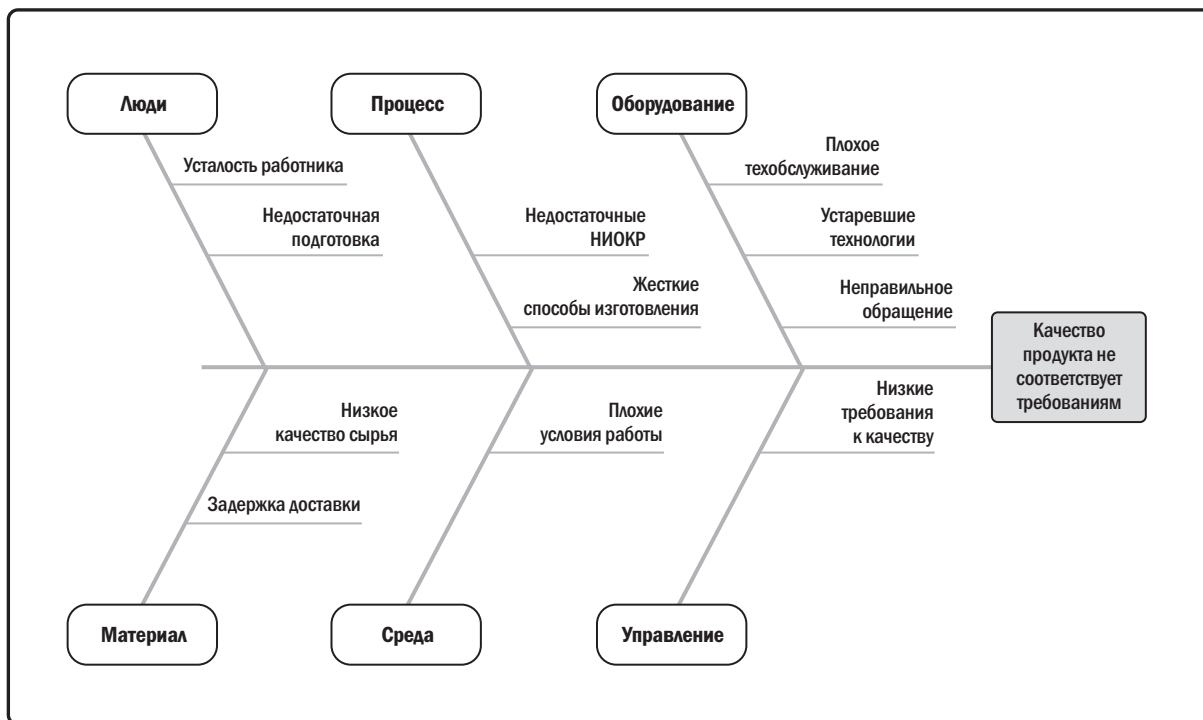 Люди
Процесс
Оборудование
Усталость работника
Недостаточная
подготовка
Недостаточные
НИОКР
Жесткие
способы изготовления
Плохое
техобслуживание
Устаревшие
технологии
Неправильное
обращение
Качество
продукта не
соответствует
требованиям
Низкое
качество сырья
Задержка доставки
Плохие
условия работы
Низкие
требования
к качеству
Материал
Среда
Управление